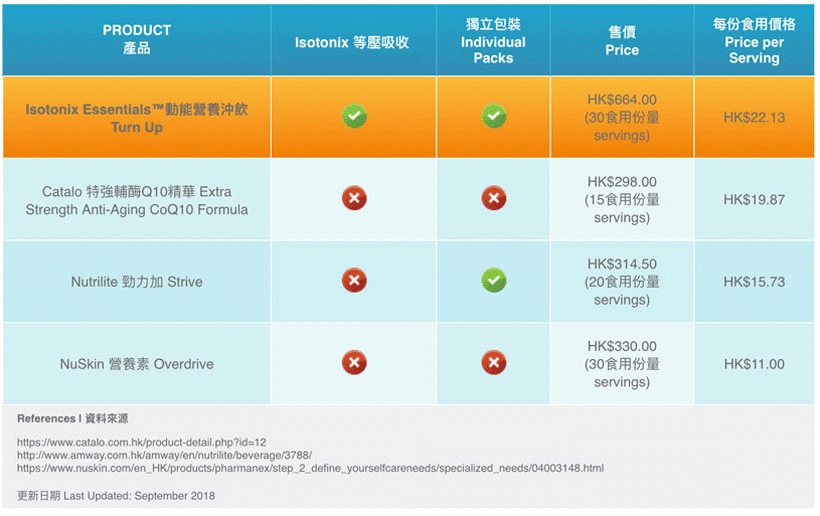 PRODUCT
產品
Isotonix 等壓吸收
獨立包裝
Individual
Packs
售價
Price
每份食用價格
Price per
Serving
Isotonix Essentials™動能營養沖飲
Turn Up
HK$664.00
(30食用份量
servings)
HK$22.13
Catalo 特強輔酶Q10精華 Extra
Strength Anti-Aging CoQ10 Formula
HK$298.00
(15食用份量
servings)
HK$19.87
Nutrilite 勁力加 Strive
HK$314.50
(20食用份量
servings)
HK$15.73
NuSkin 營養素 Overdrive
HK$330.00
(30食用份量
servings)
HK$11.00
References | 資料來源
https://www.catalo.com.hk/product-detail.php?id=12
http://www.amway.com.hk/amway/en/nutrilite/beverage/3788/
https://www.nuskin.com/en_HK/products/pharmanex/step_2_define_yourselfcareneeds/specialized_needs/04003148.html
更新日期 Last Updated: September 2018